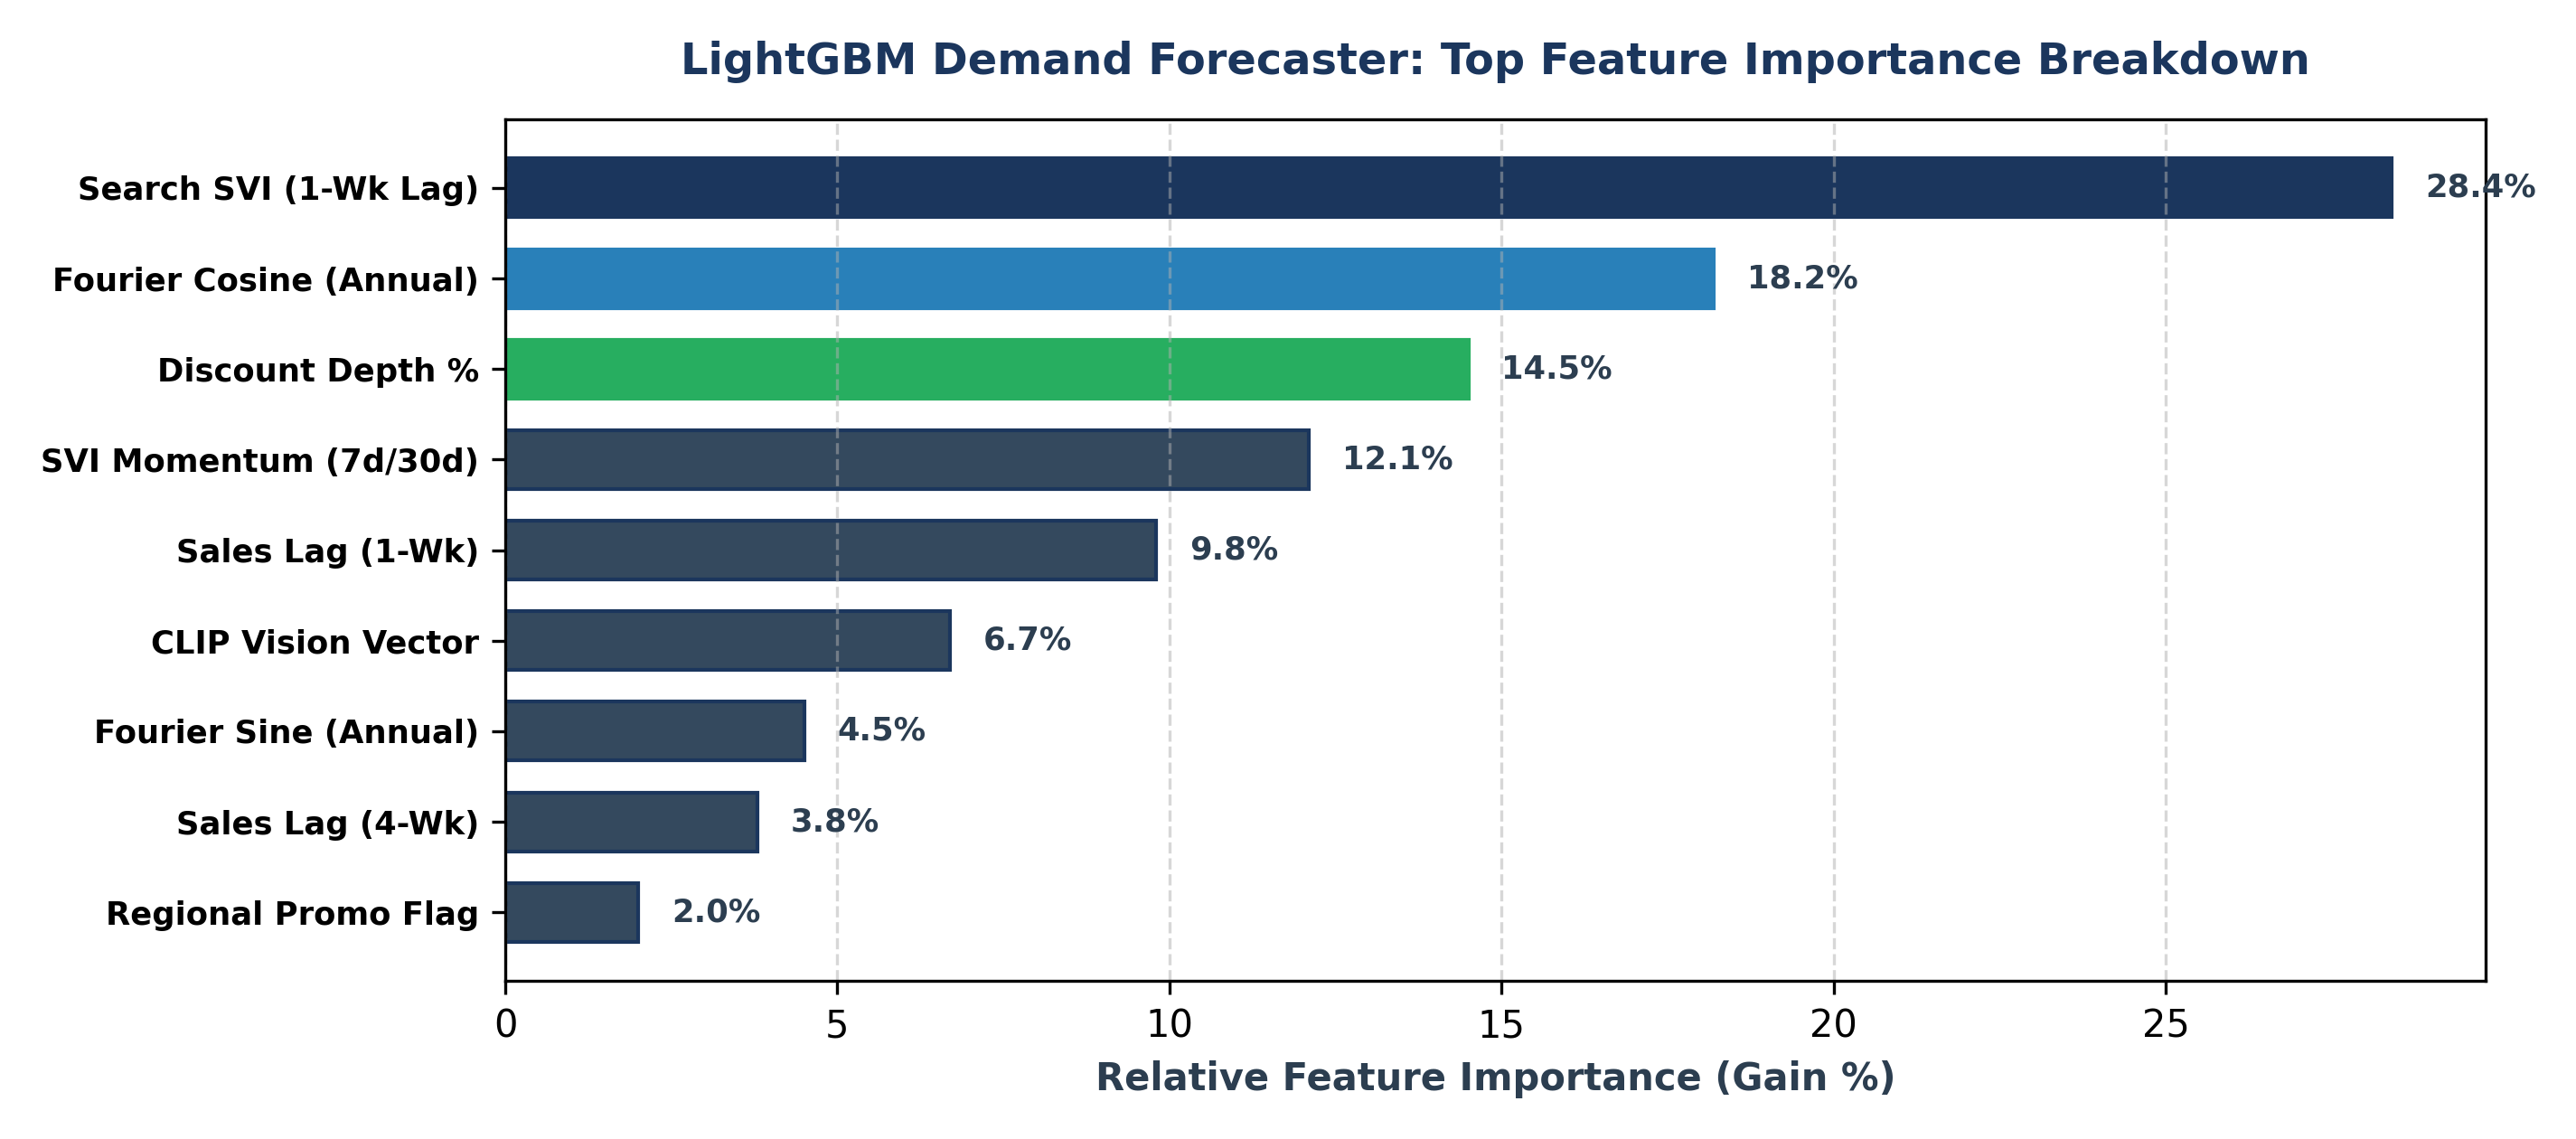 LightGBM Demand Forecaster: Top Feature Importance Breakdown
Search SVI (1-Wk Lag) 28.4%
Fourier Cosine (Annual) 18.2%
Discount Depth % 14.5%
SVI Momentum (7d/30d) 12.1%
Sales Lag (1-Wk) 9.8%
CLIP Vision Vector 6.7%
Fourier Sine (Annual) 4.5%
Sales Lag (4-Wk) 3.8%
Regional Promo Flag 2.0%
0 5 10 15 20 25
Relative Feature Importance (Gain %)